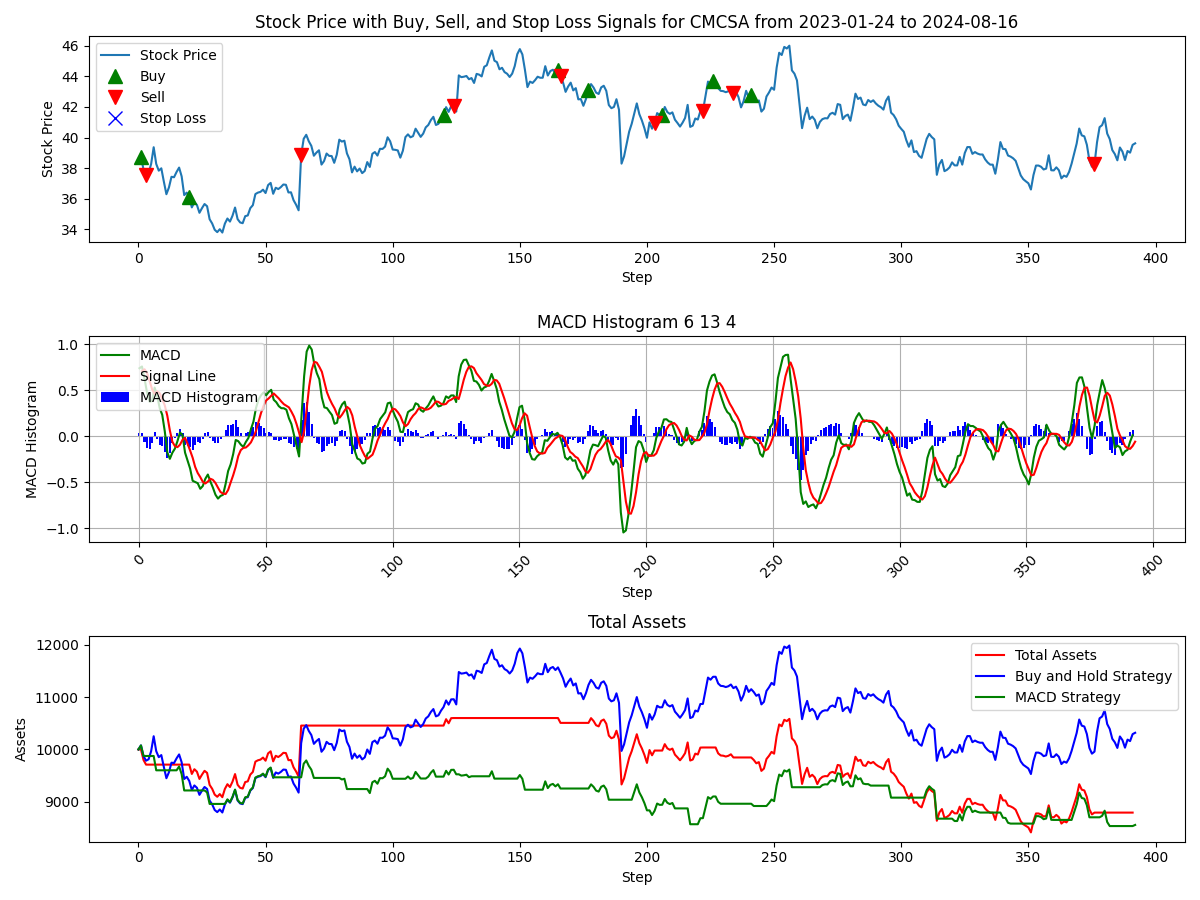 Stock Price with Buy, Sell, and Stop Loss Signals for CMCSA from 2023-01-24 to 2024-08-16
Stock Price
46
44
42
40
38
36
34
Stock Price
Buy
Sell
Stop Loss
0 50 100 150 200 250 300 350 400
Step
MACD Histogram 6 13 4
MACD Histogram
1.0
0.5
0.0
−0.5
−1.0
MACD
Signal Line
MACD Histogram
0 50 100 150 200 250 300 350 400
Step
Total Assets
Assets
12000
11000
10000
9000
Total Assets
Buy and Hold Strategy
MACD Strategy
0 50 100 150 200 250 300 350 400
Step